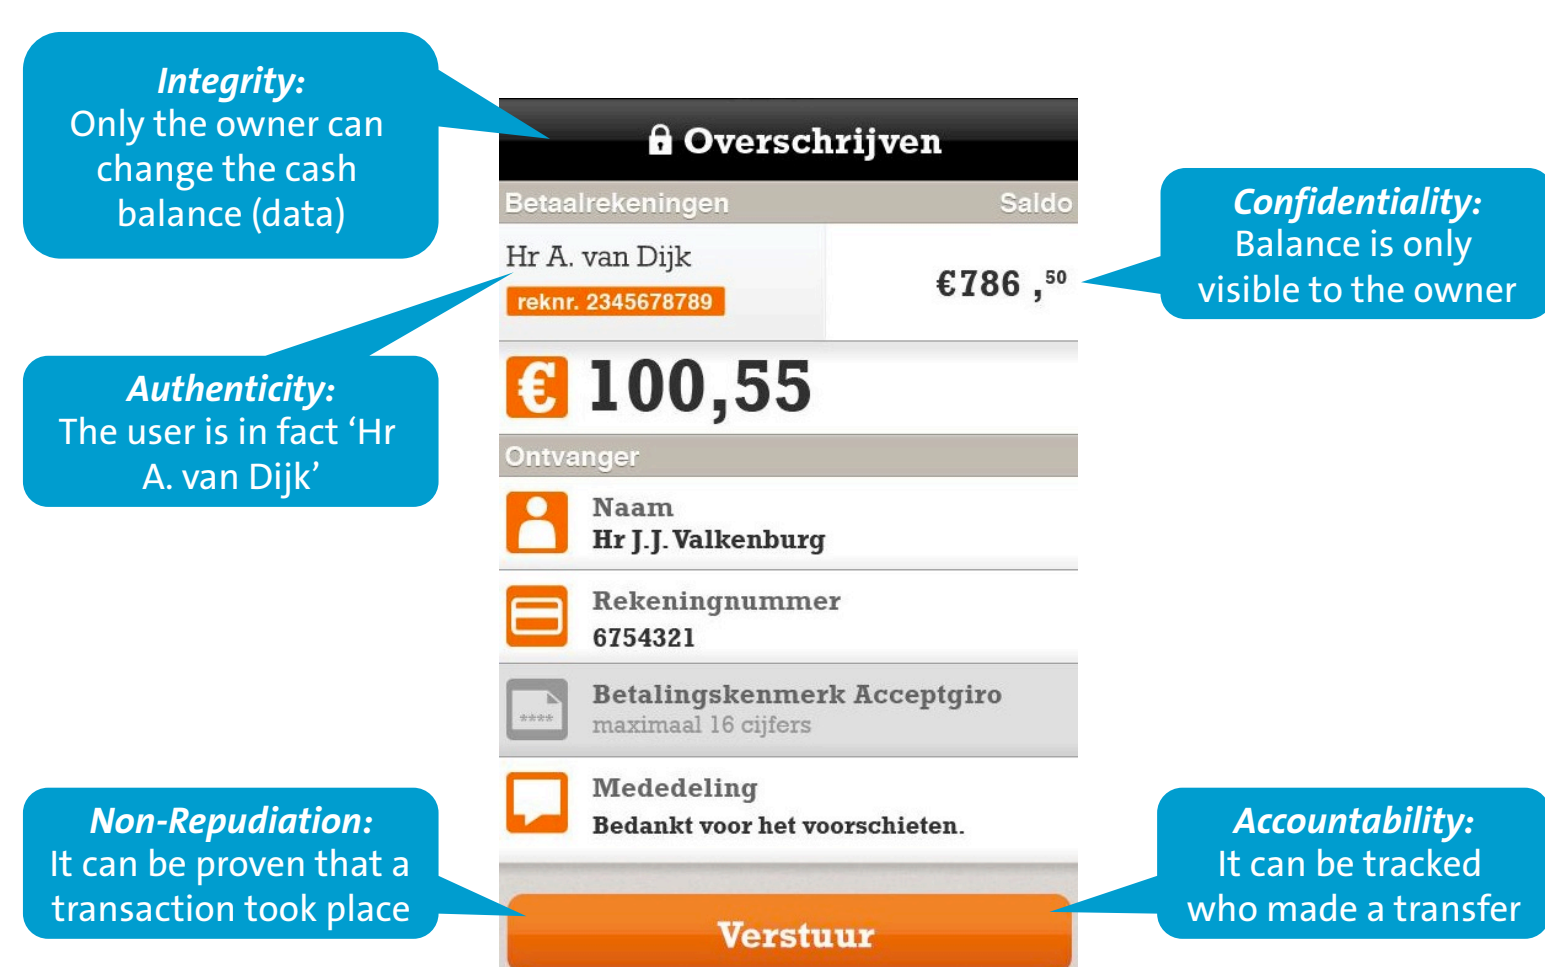 Integrity:
Only the owner can
change the cash
balance (data)
Overschrijven
Betaalrekeningen Saldo
Hr A. van Dijk
reknr. 2345678789
€786 ,50
Confidentiality:
Balance is only
visible to the owner
Authenticity:
The user is in fact ‘Hr
A. van Dijk’
€ 100,55
Ontvanger
Naam
Hr J.J. Valkenburg
Rekeningnummer
6754321
****
Betalingskenmerk Acceptgiro
maximaal 16 cijfers
Mededeling
Bedankt voor het voorschieten.
Non-Repudiation:
It can be proven that a
transaction took place
Accountability:
It can be tracked
who made a transfer
Verstuur